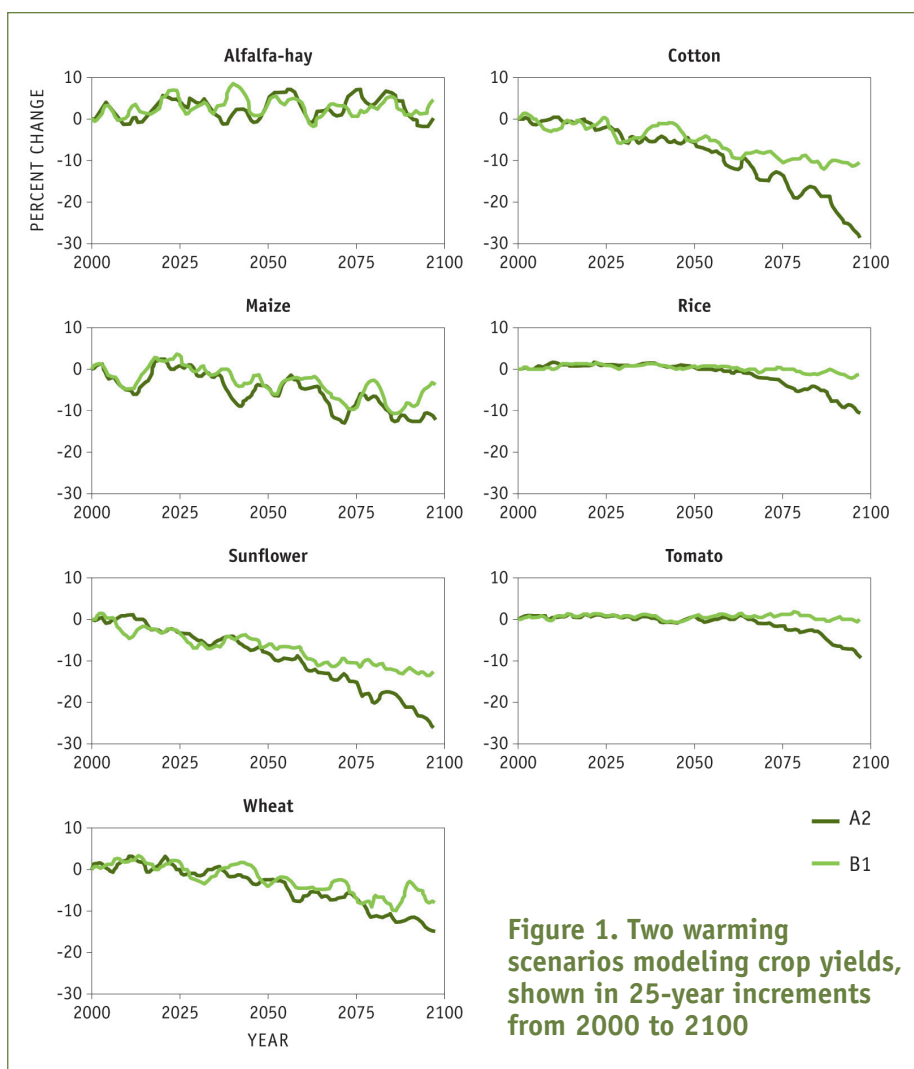 Alfalfa-hay
PERCENT CHANGE
10
0
-10
-20
-30
2000 2025 2050 2075 2100
Cotton
10
0
-10
-20
-30
2000 2025 2050 2075 2100
Maize
10
0
-10
-20
-30
2000 2025 2050 2075 2100
Rice
10
0
-10
-20
-30
2000 2025 2050 2075 2100
Sunflower
10
0
-10
-20
-30
2000 2025 2050 2075 2100
Tomato
10
0
-10
-20
-30
2000 2025 2050 2075 2100
Wheat
10
0
-10
-20
-30
2000 2025 2050 2075 2100
YEAR
A2
B1
Figure 1. Two warming
scenarios modeling crop yields,
shown in 25-year increments
from 2000 to 2100